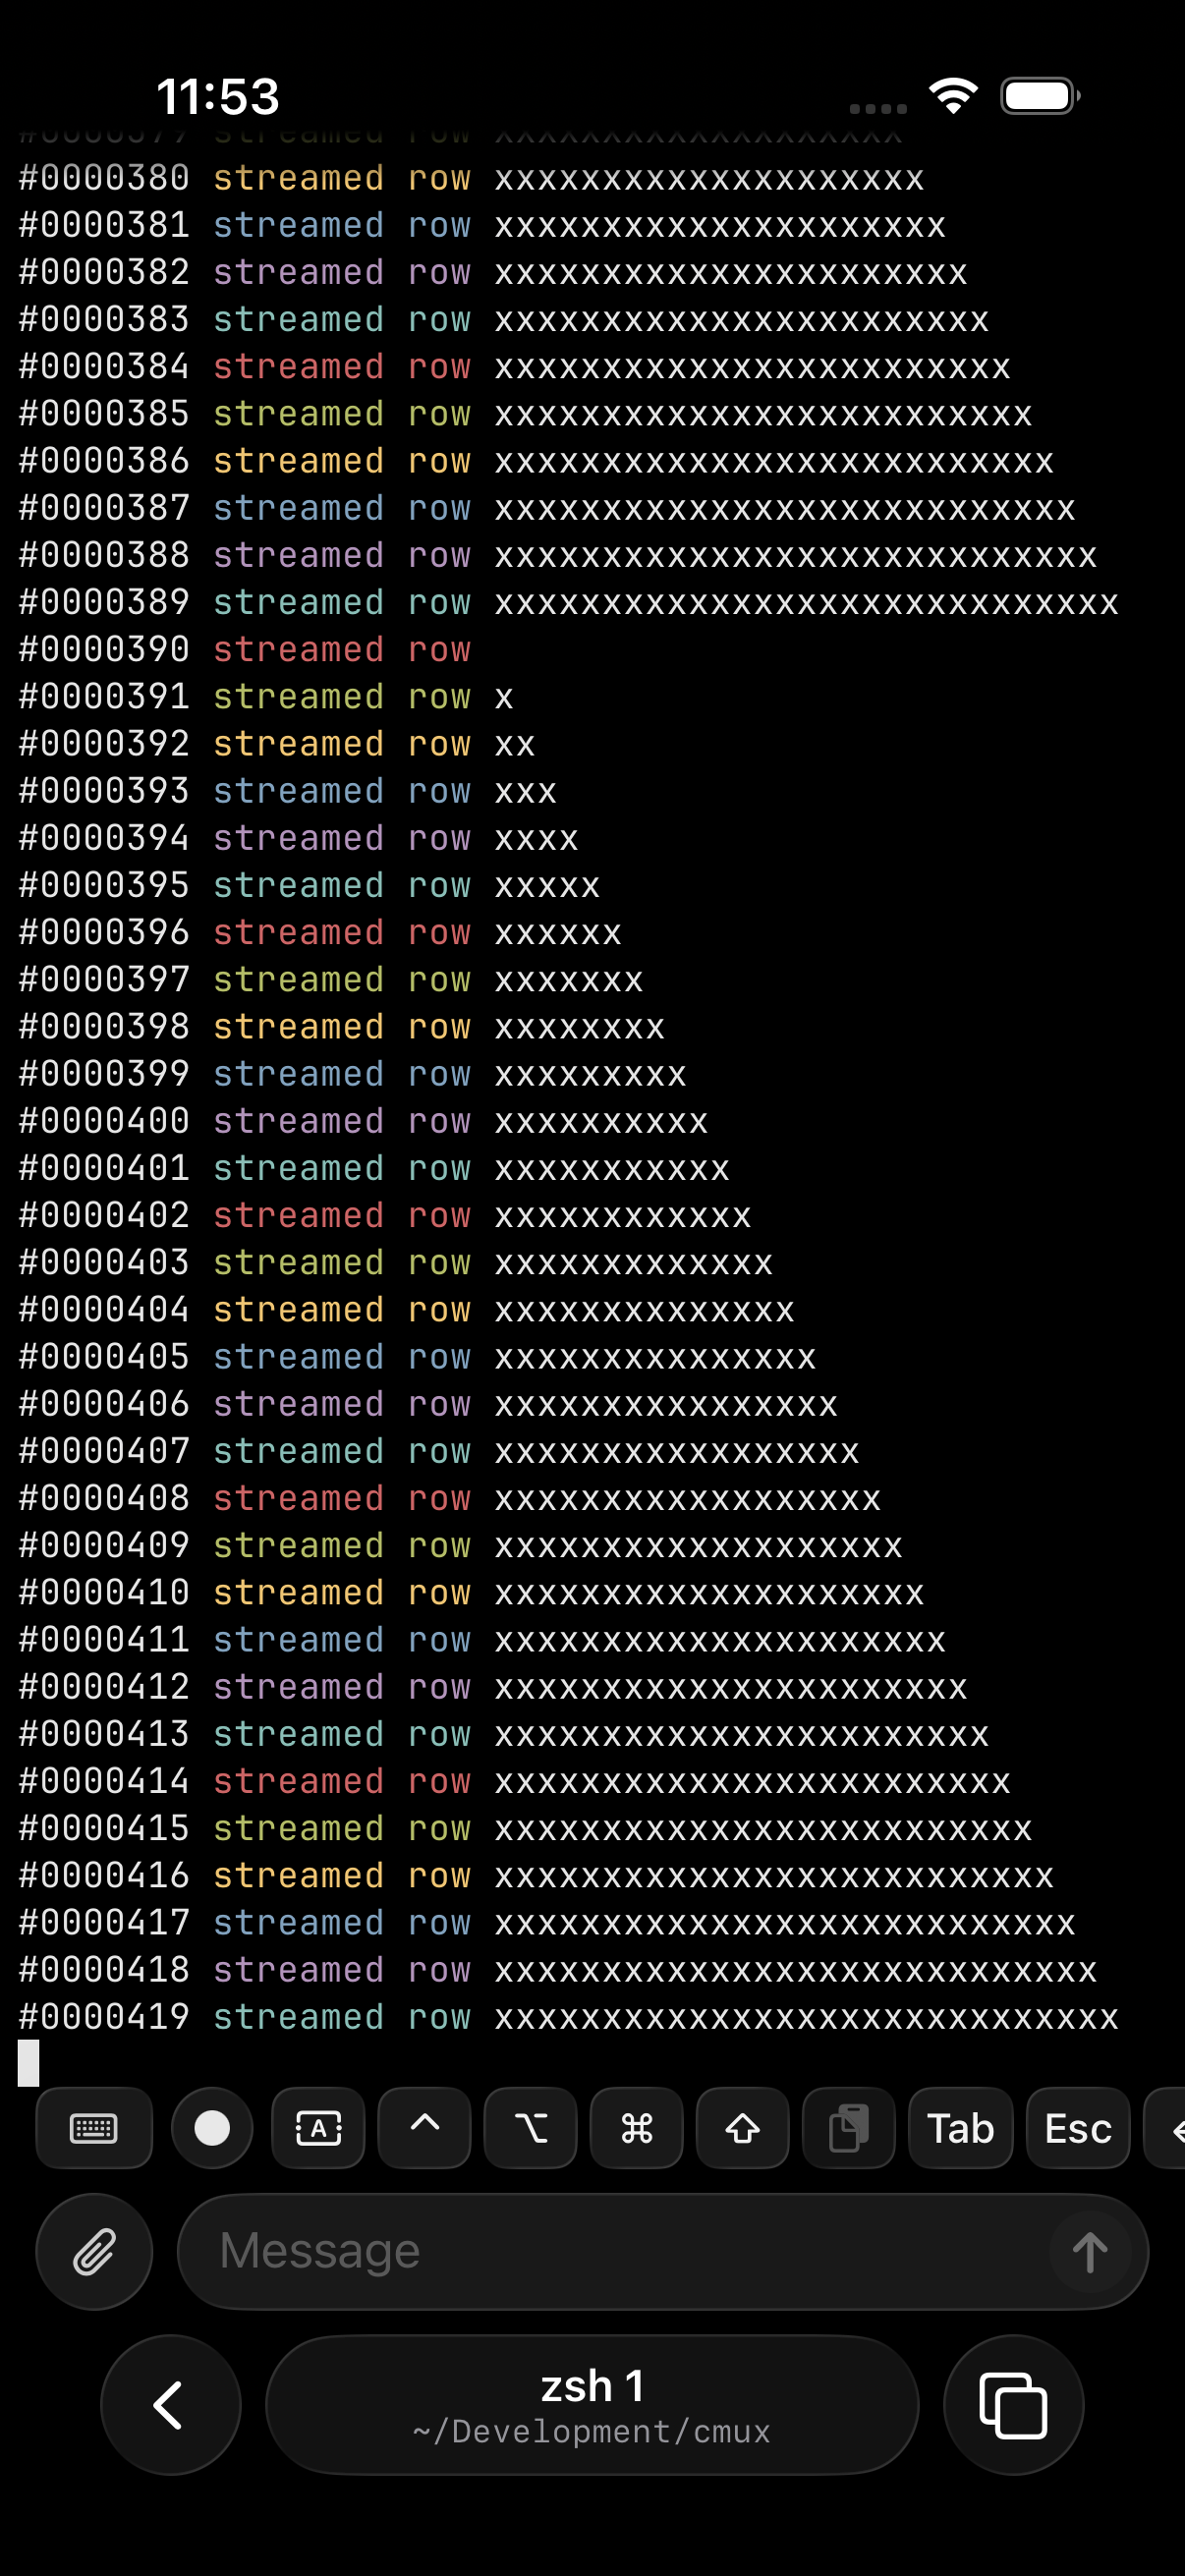 11:53
#0000379 streamed row xxxxxxxxxxxxxxxxxxx
#0000380 streamed row xxxxxxxxxxxxxxxxxxxx
#0000381 streamed row xxxxxxxxxxxxxxxxxxxxx
#0000382 streamed row xxxxxxxxxxxxxxxxxxxxxx
#0000383 streamed row xxxxxxxxxxxxxxxxxxxxxxx
#0000384 streamed row xxxxxxxxxxxxxxxxxxxxxxxx
#0000385 streamed row xxxxxxxxxxxxxxxxxxxxxxxxx
#0000386 streamed row xxxxxxxxxxxxxxxxxxxxxxxxxx
#0000387 streamed row xxxxxxxxxxxxxxxxxxxxxxxxxxx
#0000388 streamed row xxxxxxxxxxxxxxxxxxxxxxxxxxxx
#0000389 streamed row xxxxxxxxxxxxxxxxxxxxxxxxxxxxx
#0000390 streamed row
#0000391 streamed row x
#0000392 streamed row xx
#0000393 streamed row xxx
#0000394 streamed row xxxx
#0000395 streamed row xxxxx
#0000396 streamed row xxxxxx
#0000397 streamed row xxxxxxx
#0000398 streamed row xxxxxxxx
#0000399 streamed row xxxxxxxxx
#0000400 streamed row xxxxxxxxxx
#0000401 streamed row xxxxxxxxxxx
#0000402 streamed row xxxxxxxxxxxx
#0000403 streamed row xxxxxxxxxxxxx
#0000404 streamed row xxxxxxxxxxxxxx
#0000405 streamed row xxxxxxxxxxxxxxx
#0000406 streamed row xxxxxxxxxxxxxxxx
#0000407 streamed row xxxxxxxxxxxxxxxxx
#0000408 streamed row xxxxxxxxxxxxxxxxxx
#0000409 streamed row xxxxxxxxxxxxxxxxxxx
#0000410 streamed row xxxxxxxxxxxxxxxxxxxx
#0000411 streamed row xxxxxxxxxxxxxxxxxxxxx
#0000412 streamed row xxxxxxxxxxxxxxxxxxxxxx
#0000413 streamed row xxxxxxxxxxxxxxxxxxxxxxx
#0000414 streamed row xxxxxxxxxxxxxxxxxxxxxxxx
#0000415 streamed row xxxxxxxxxxxxxxxxxxxxxxxxx
#0000416 streamed row xxxxxxxxxxxxxxxxxxxxxxxxxx
#0000417 streamed row xxxxxxxxxxxxxxxxxxxxxxxxxxx
#0000418 streamed row xxxxxxxxxxxxxxxxxxxxxxxxxxxx
#0000419 streamed row xxxxxxxxxxxxxxxxxxxxxxxxxxxxx
A Tab Esc
Message
zsh 1
~/Development/cmux